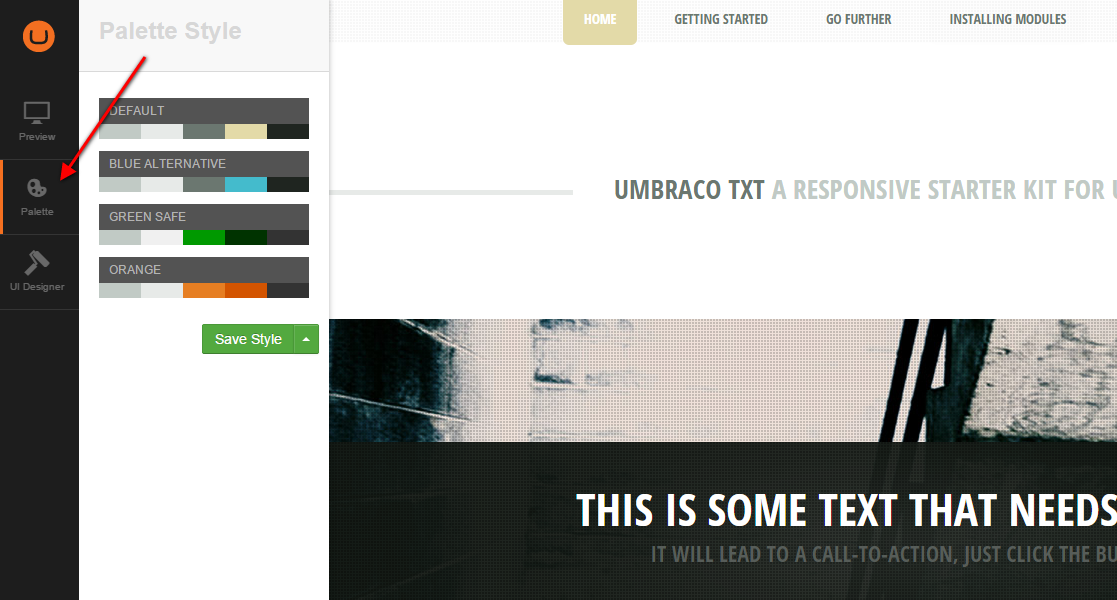 Palette Style
HOME GETTING STARTED GO FURTHER INSTALLING MODULES
Preview
Palette
UI Designer
DEFAULT
BLUE ALTERNATIVE
GREEN SAFE
ORANGE
Save Style
UMBRACO TXT A RESPONSIVE STARTER KIT FOR
THIS IS SOME TEXT THAT NEEDS
IT WILL LEAD TO A CALL-TO-ACTION, JUST CLICK THE